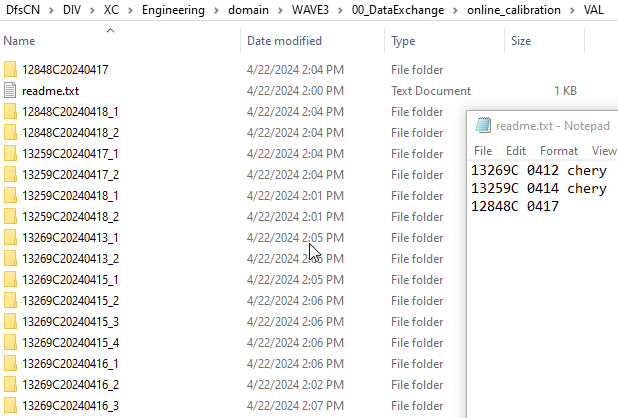 DfsCN > DIV > XC > Engineering > domain > WAVE3 > 00_DataExchange > online_calibration > VAL
Name Date modified Type Size
12848C20240417 4/22/2024 2:04 PM File folder
readme.txt 4/22/2024 2:00 PM Text Document 1 KB
12848C20240418_1 4/22/2024 2:04 PM File folder
12848C20240418_2 4/22/2024 2:04 PM File folder
13259C20240417_1 4/22/2024 2:04 PM File folder
13259C20240417_2 4/22/2024 2:04 PM File folder
13259C20240418_1 4/22/2024 2:01 PM File folder
13259C20240418_2 4/22/2024 2:01 PM File folder
13269C20240413_1 4/22/2024 2:05 PM File folder
13269C20240413_2 4/22/2024 PM File folder
13269C20240415_1 4/22/2024 2:05 PM File folder
13269C20240415_2 4/22/2024 2:06 PM File folder
13269C20240415_3 4/22/2024 2:06 PM File folder
13269C20240415_4 4/22/2024 2:06 PM File folder
13269C20240416_1 4/22/2024 2:06 PM File folder
13269C20240416_2 4/22/2024 2:02 PM File folder
13269C20240416_3 4/22/2024 2:07 PM File folder
readme.txt - Notepad
File Edit Format View
13269C 0412 chery
13259C 0414 chery
12848C 0417